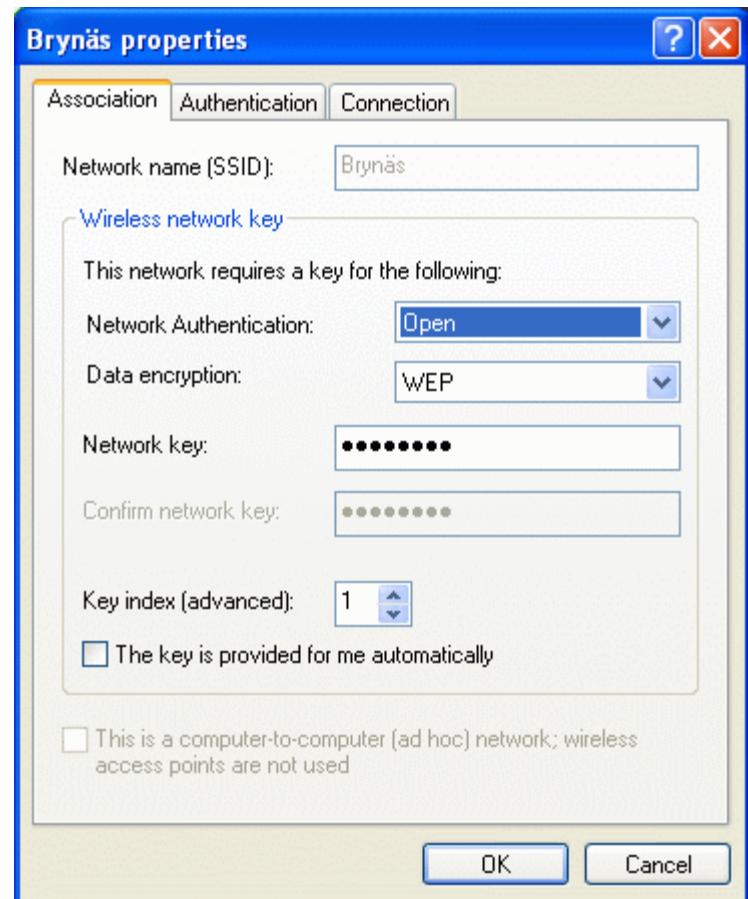 Brynäs properties
Association Authentication Connection
Network name (SSID): Brynäs
Wireless network key
This network requires a key for the following:
Network Authentication: Open
Data encryption: WEP
Network key: ●●●●●●●●
Confirm network key: ●●●●●●●●
Key index (advanced): 1
The key is provided for me automatically
This is a computer-to-computer (ad hoc) network; wireless
access points are not used
OK Cancel